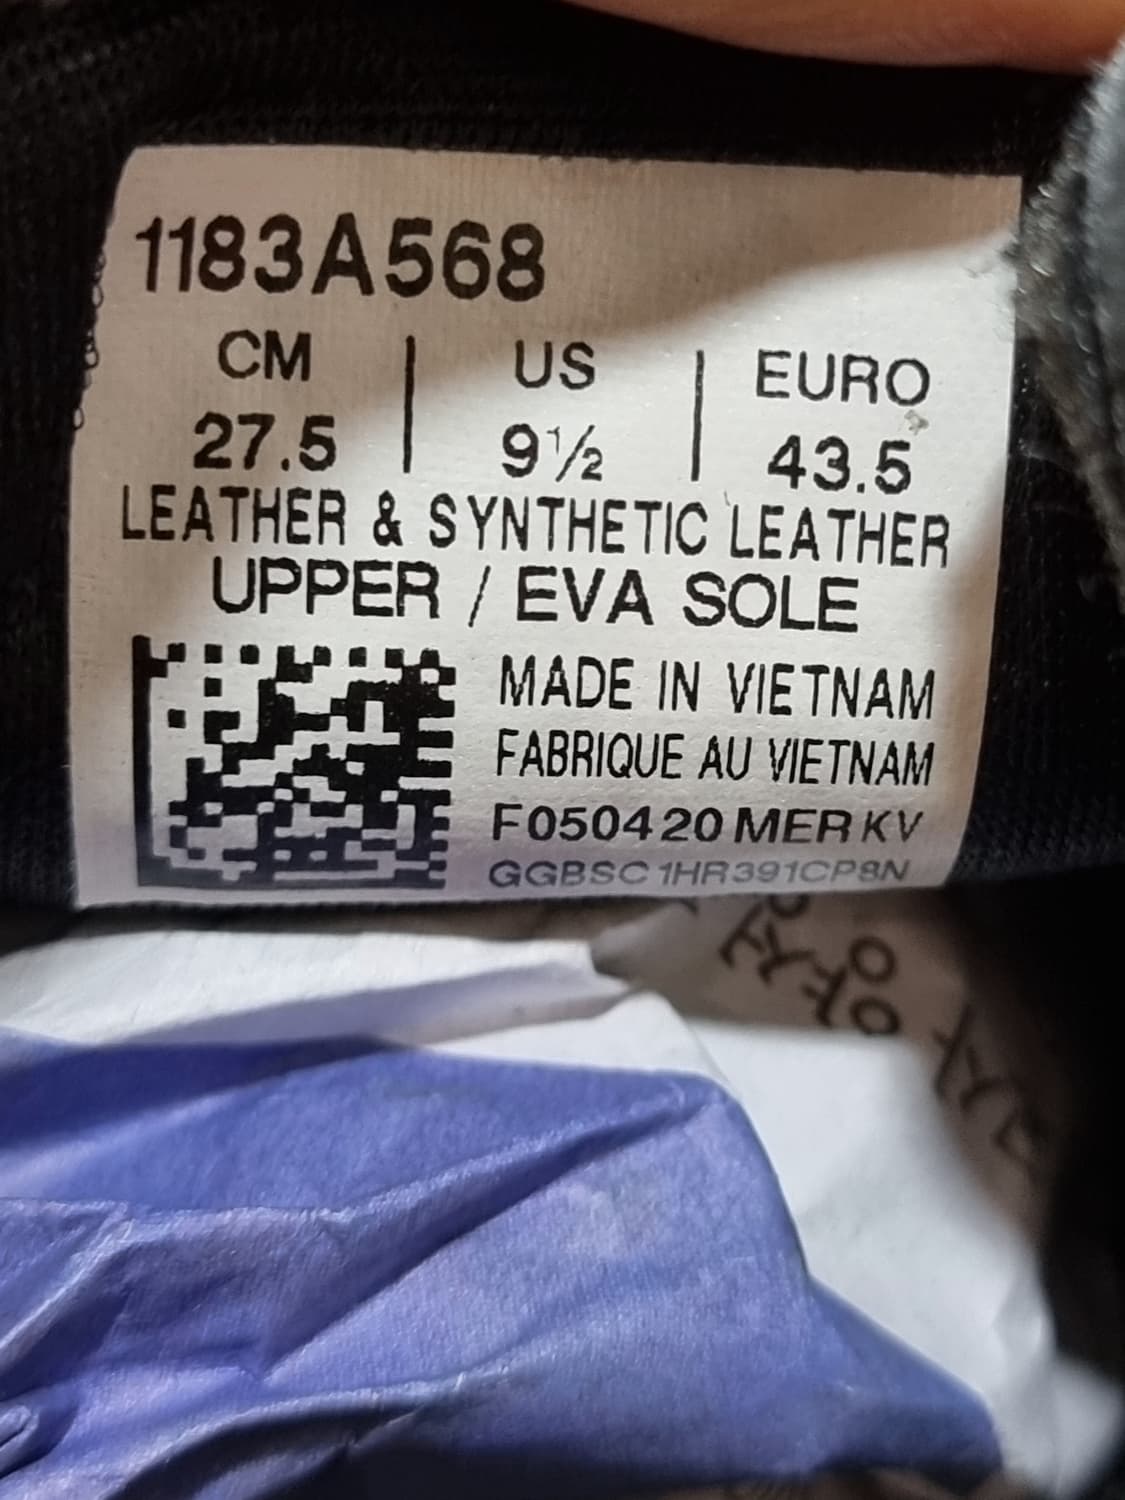 1183A568
CM | US | EURO
27.5 | 9½ | 43.5
LEATHER & SYNTHETIC LEATHER
UPPER / EVA SOLE
MADE IN VIETNAM
FABRIQUE AU VIETNAM
F050420 MER KV
GGBSC1HR391CP8N